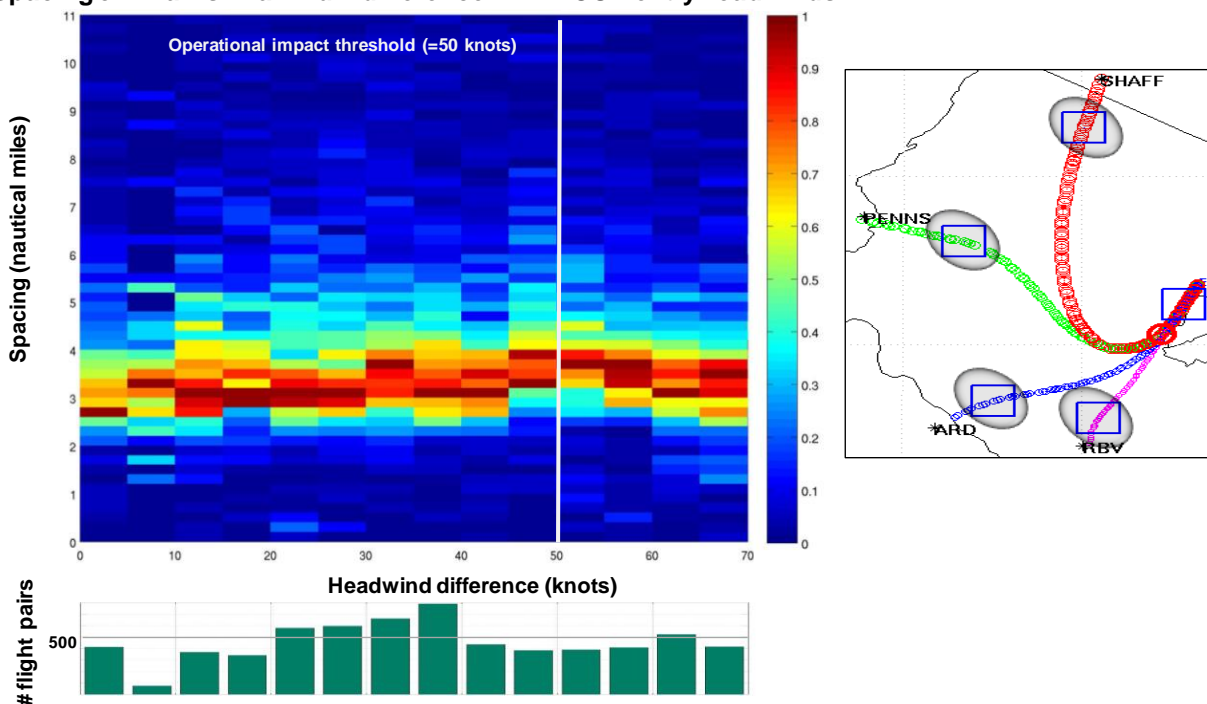 Operational impact threshold (=50 knots)
Spacing (nautical miles)
11
10
9
8
7
6
5
4
3
2
1
0
0 10 20 30 40 50 60 70
Headwind difference (knots)
1
0.9
0.8
0.7
0.6
0.5
0.4
0.3
0.2
0.1
0
# flight pairs
500
SHAFF
PENNS
ARD
RBV